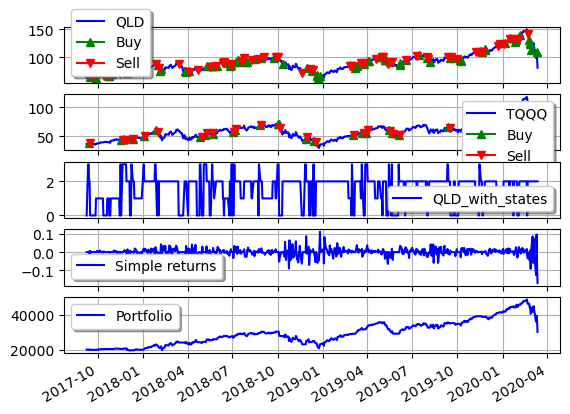 QLD
Buy
Sell
150
100
TQQQ
Buy
Sell
100
50
QLD_with_states
2
0
Simple returns
0.1
0.0
−0.1
Portfolio
40000
20000
2017-10 2018-01 2018-04 2018-07 2018-10 2019-01 2019-04 2019-07 2019-10 2020-01 2020-04